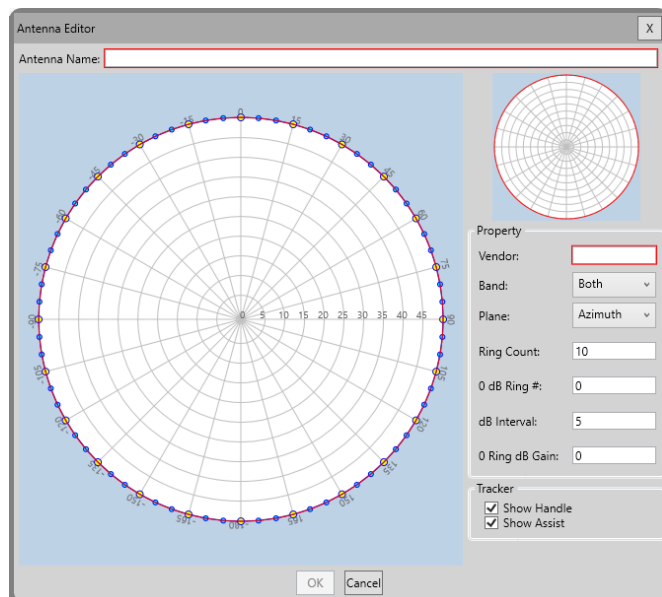 Antenna Editor
X
Antenna Name:
0
15
30
45
60
75
90
105
120
135
150
165
-180
-165
-150
-135
-120
-105
-90
-75
-60
-45
-30
-15
0 5 10 15 20 25 30 35 40 45
Property
Vendor:
Band: Both
Plane: Azimuth
Ring Count: 10
0 dB Ring #: 0
dB Interval: 5
0 Ring dB Gain: 0
Tracker
Show Handle
Show Assist
OK Cancel